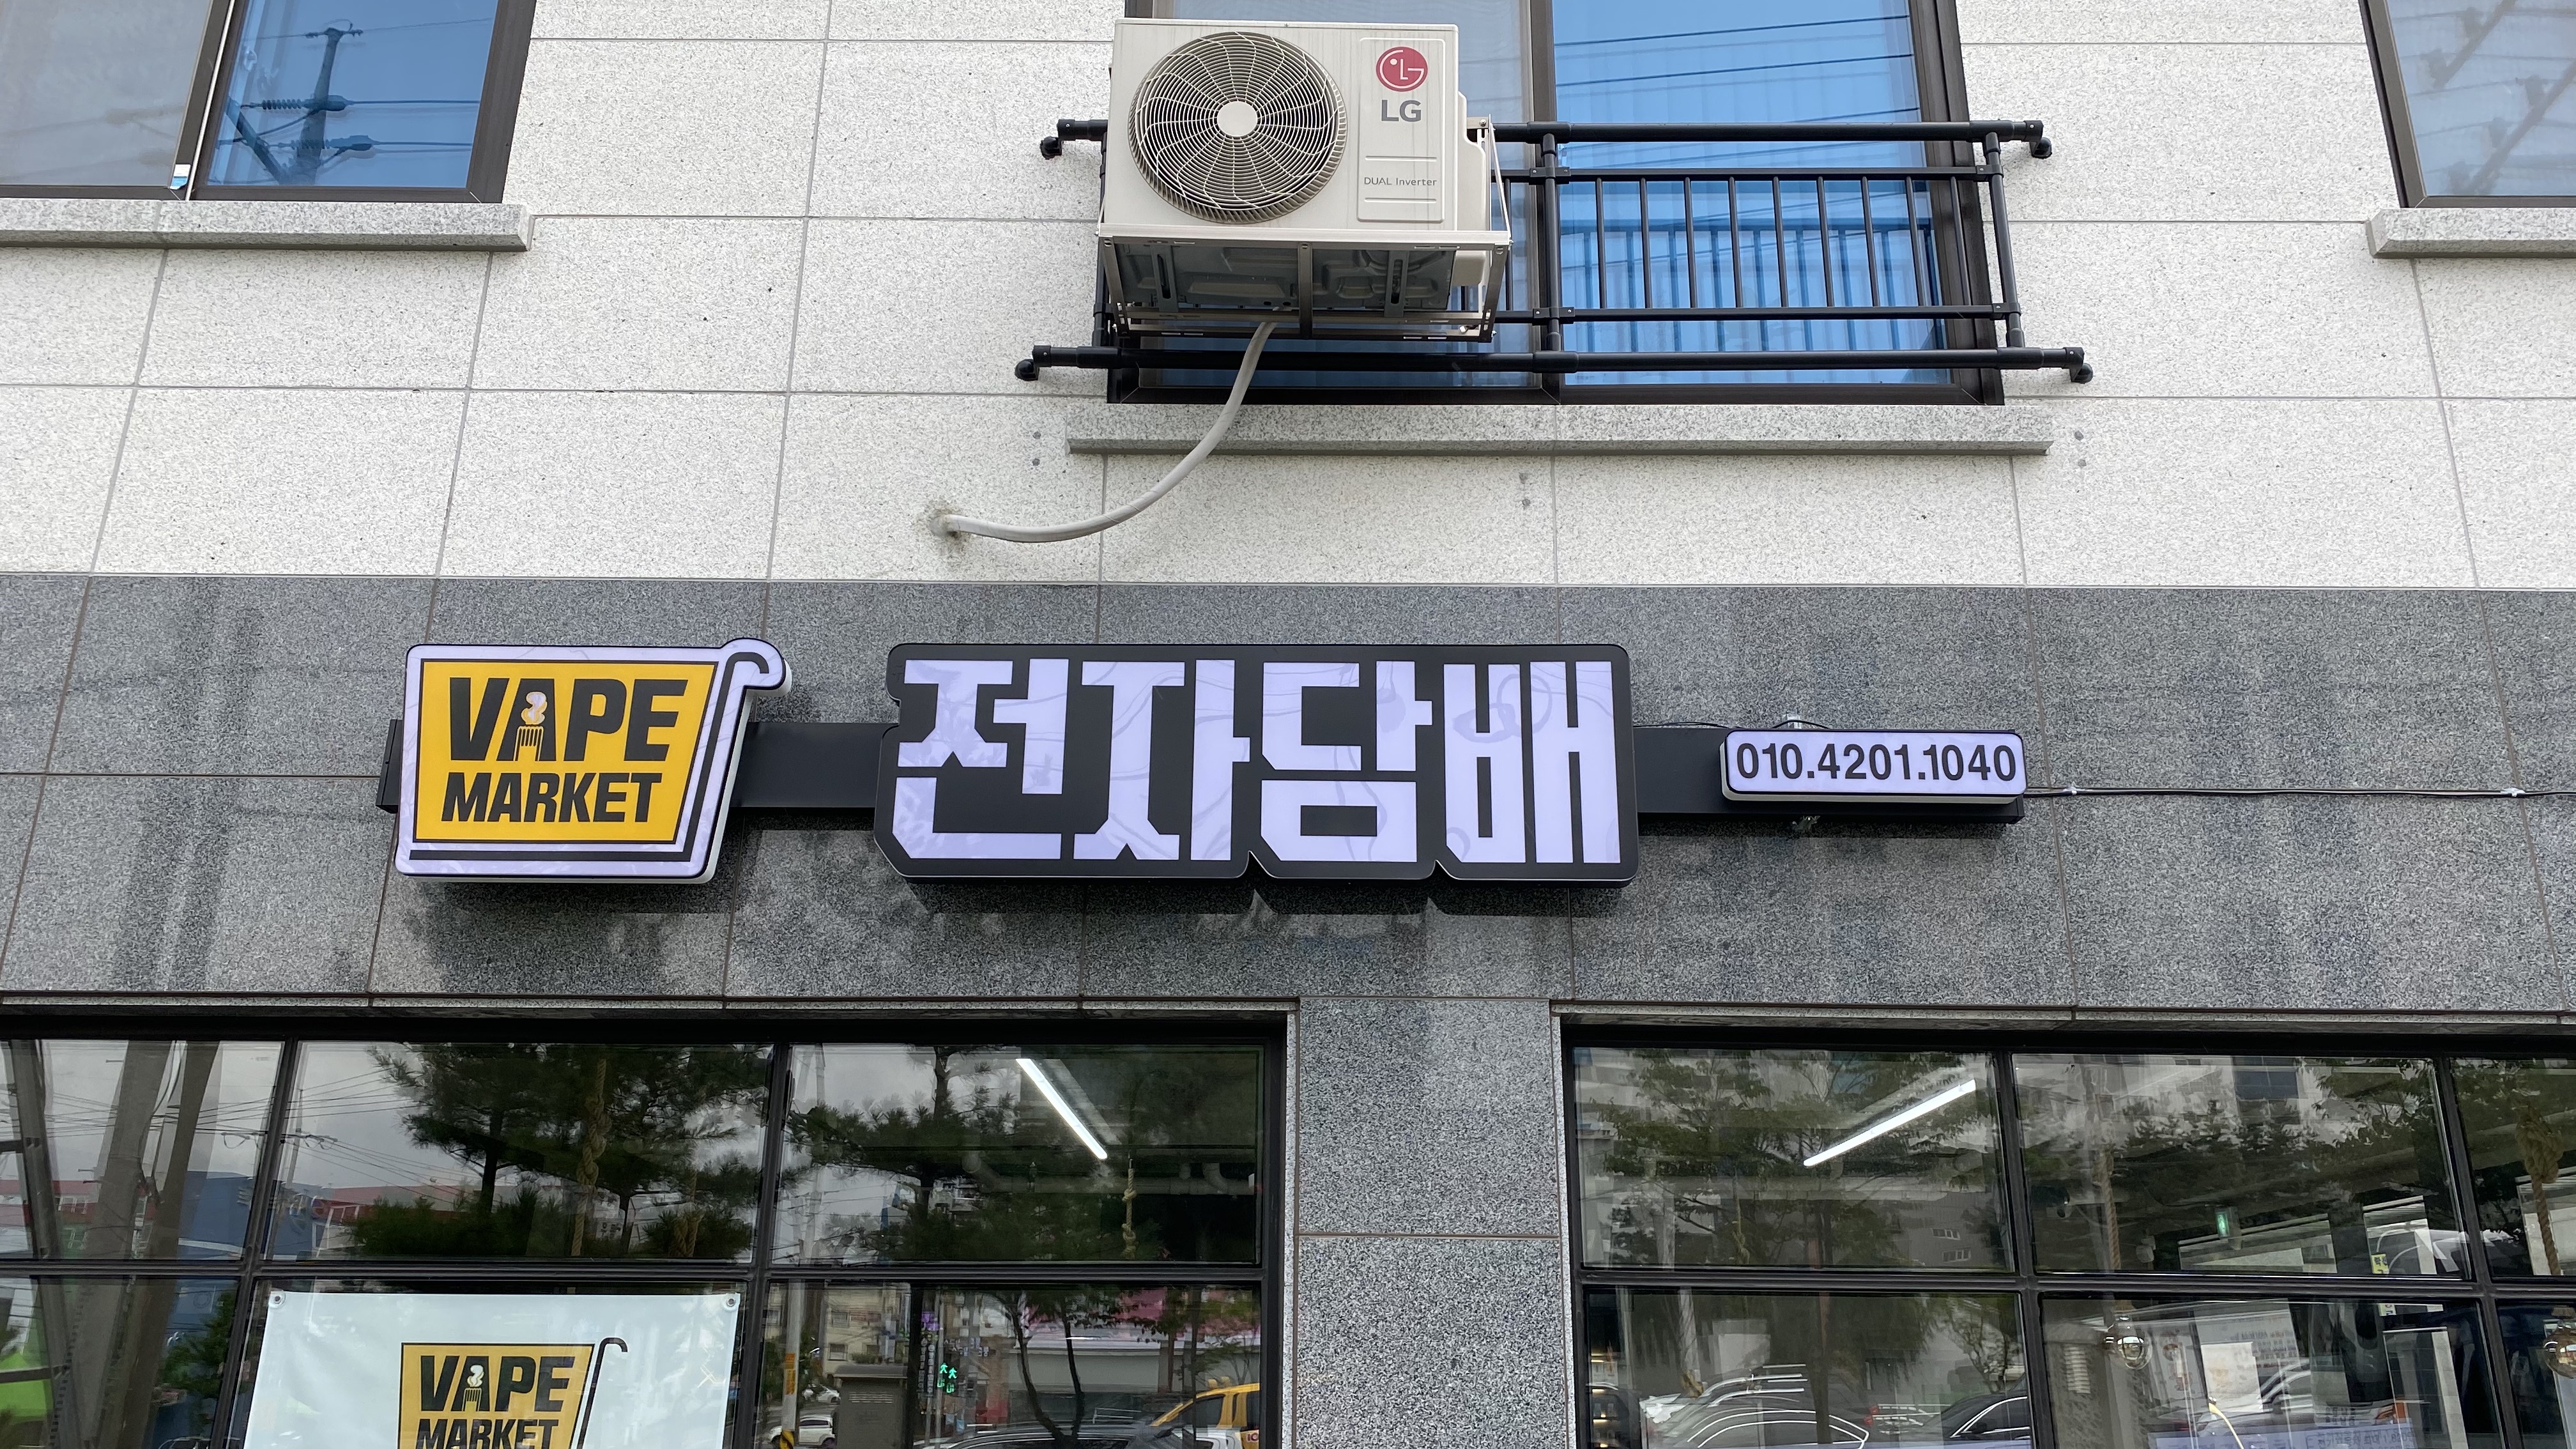 LG
DUAL Inverter
VAPE
MARKET
전자담배
010.4201.1040
VAPE
MARKET